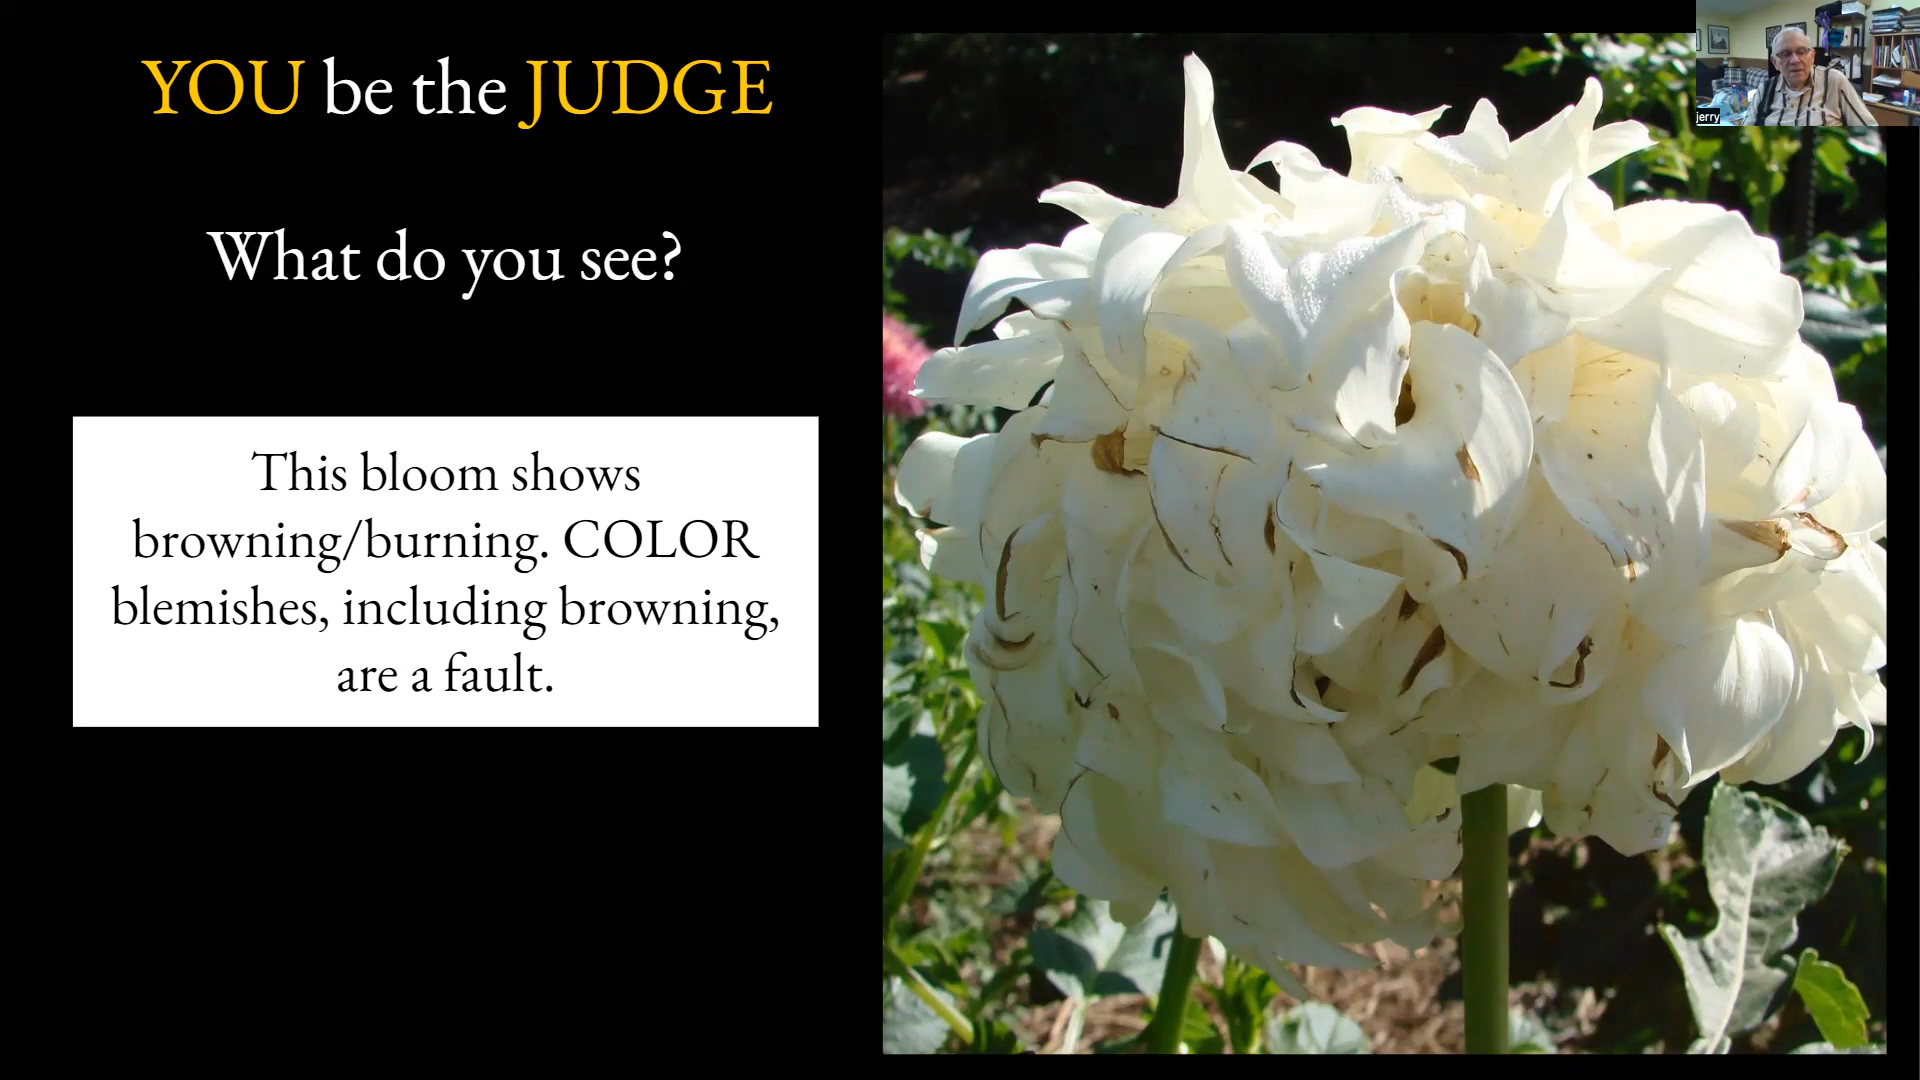 YOU be the JUDGE
What do you see?
This bloom shows
browning/burning. COLOR
blemishes, including browning,
are a fault.
jerry